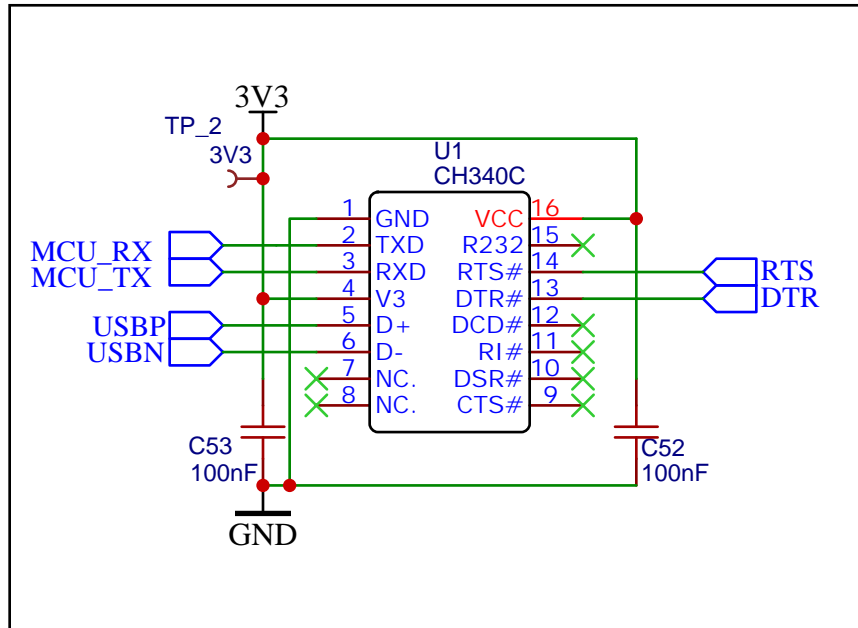 3V3
TP_2
3V3
U1
CH340C
1 GND VCC 16
MCU_RX 2 TXD R232 15
MCU_TX 3 RXD RTS# 14 RTS
4 V3 DTR# 13 DTR
USBP 5 D+ DCD# 12
USBN 6 D- RI# 11
7 NC. DSR# 10
8 NC. CTS# 9
C53
100nF
C52
100nF
GND